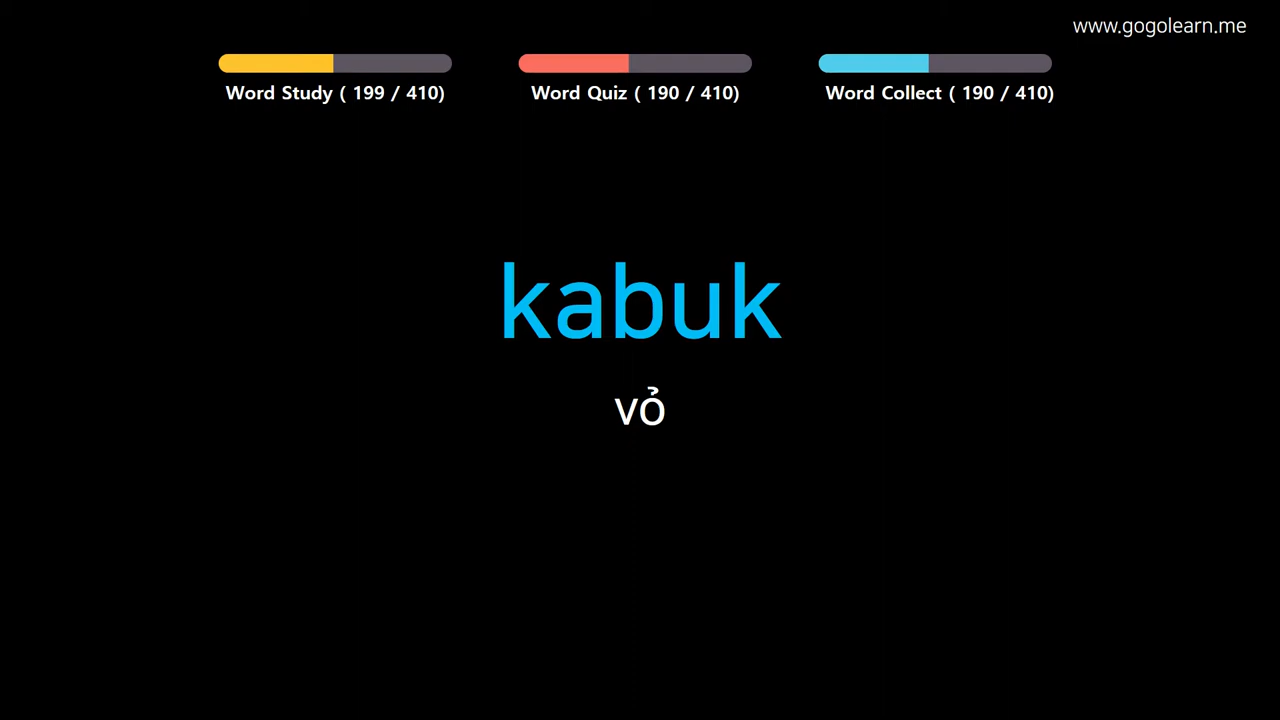 www.gogolearn.me
Word Study ( 199 / 410)
Word Quiz ( 190 / 410)
Word Collect ( 190 / 410)
kabuk
vỏ